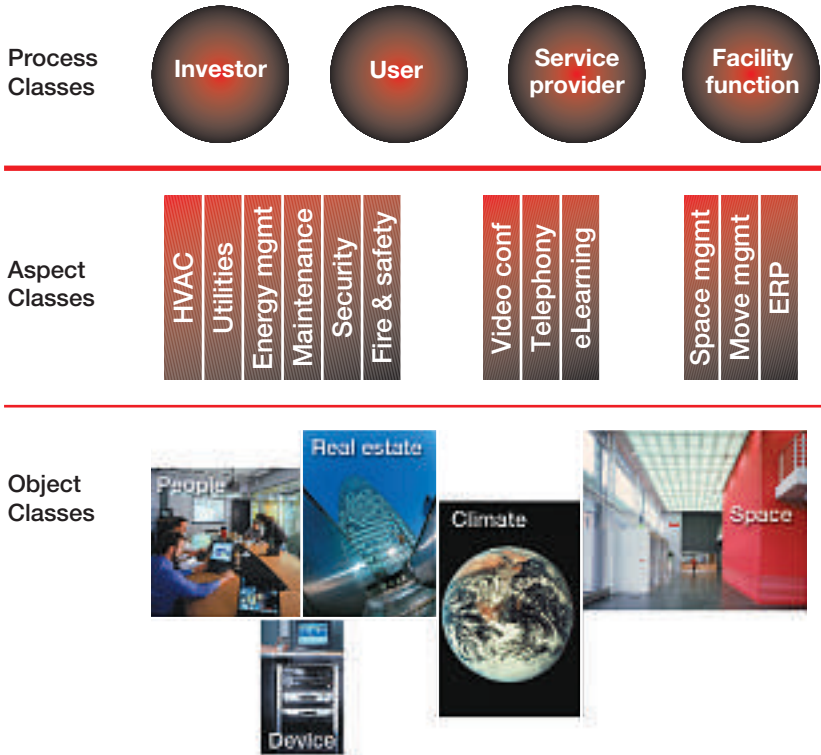 Process
Classes
Investor
User
Service
provider
Facility
function
Aspect
Classes
HVAC
Utilities
Energy mgmt
Maintenance
Security
Fire & safety
Video conf
Telephony
eLearning
Space mgmt
Move mgmt
ERP
Object
Classes
People
Real estate
Climate
Space
Device